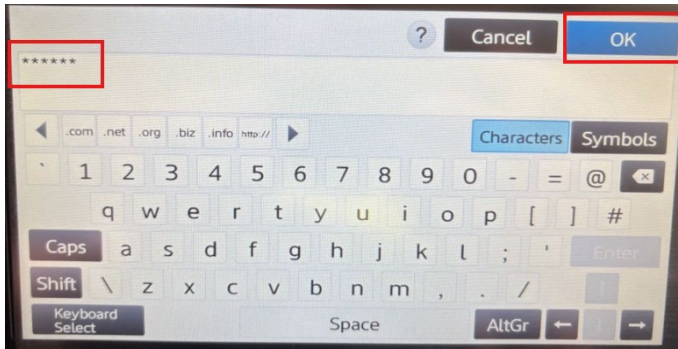 ? Cancel OK
******
.com .net .org .biz .info http://
Characters Symbols
` 1 2 3 4 5 6 7 8 9 0 - = @
q w e r t y u i o p [ ] #
Caps a s d f g h j k l ; ' Enter
Shift \ z x c v b n m , . /
Keyboard
Select
Space AltGr ← ↓ →